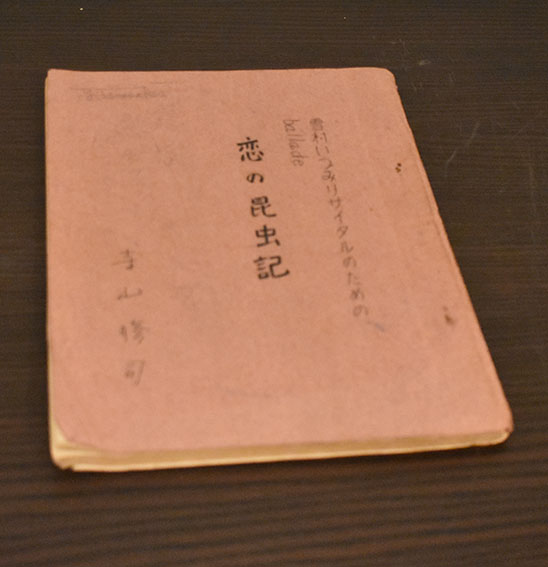 雪村いづみリサイタルのための
ballade
恋の昆虫記
寺山修司